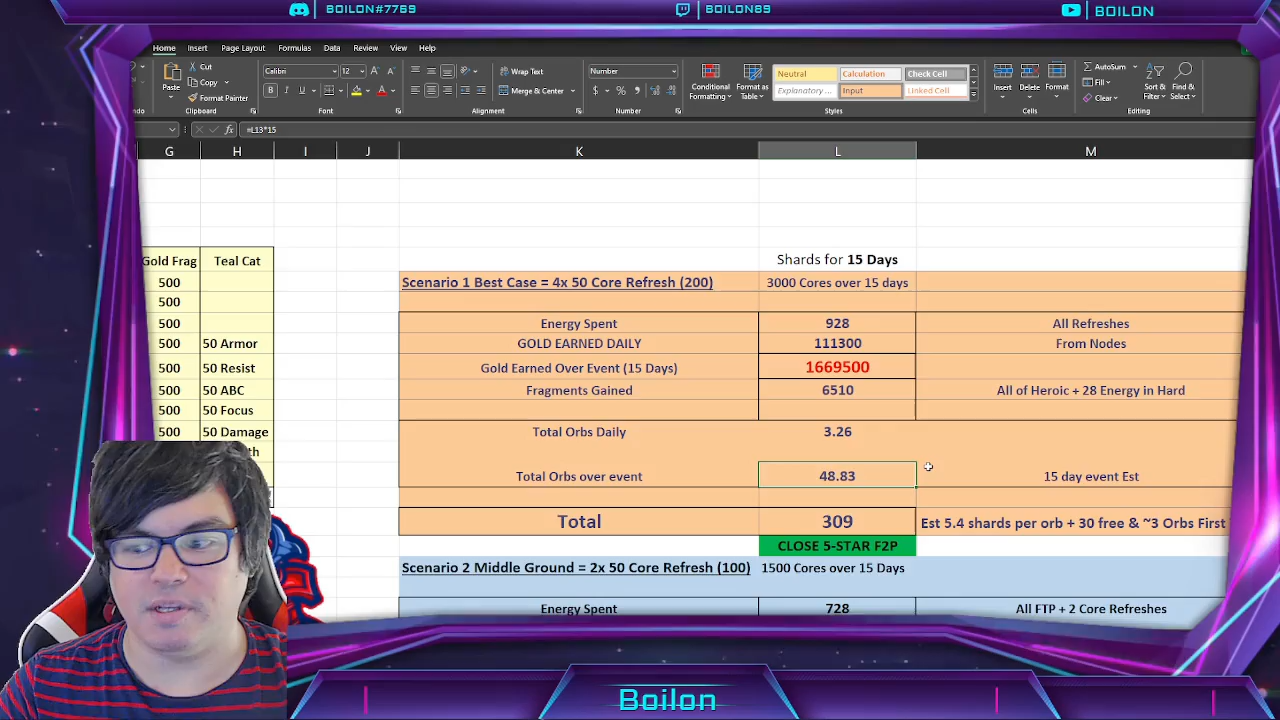 BOILON#7769
BOILON89
BOILON
Home Insert Page Layout Formulas Data Review View Help
Cut
Copy
Format Painter
Paste
Clipboard
Calibri 12
B I U
Font
Wrap Text
Merge & Center
Alignment
Number
$ % ,
Number
Conditional Formatting
Format as Table
Neutral Calculation Check Cell
Explanatory ... Input Linked Cell
Styles
Insert Delete Format
Cells
AutoSum
Fill
Clear
Sort & Filter
Find & Select
Editing
fx =L13*15
G H I J K L M
Gold Frag Teal Cat
500
500
500
500 50 Armor
500 50 Resist
500 50 ABC
500 50 Focus
500 50 Damage
Shards for 15 Days
Scenario 1 Best Case = 4x 50 Core Refresh (200) 3000 Cores over 15 days
Energy Spent 928 All Refreshes
GOLD EARNED DAILY 111300 From Nodes
Gold Earned Over Event (15 Days) 1669500
Fragments Gained 6510 All of Heroic + 28 Energy in Hard
Total Orbs Daily 3.26
Total Orbs over event 48.83 15 day event Est
Total 309 Est 5.4 shards per orb + 30 free & ~3 Orbs First
CLOSE 5-STAR F2P
Scenario 2 Middle Ground = 2x 50 Core Refresh (100) 1500 Cores over 15 Days
Energy Spent 728 All FTP + 2 Core Refreshes
Boilon